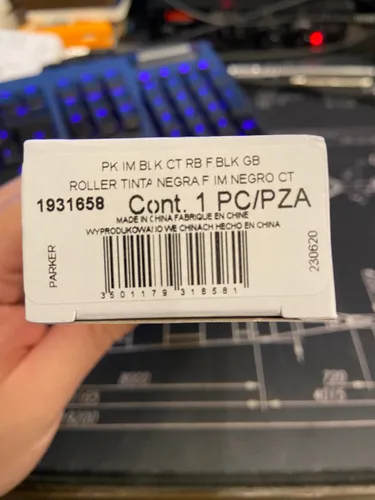 PK IM BLK CT RB F BLK GB
ROLLER TINTA NEGRA F IM NEGRO CT
1931658 Cont. 1 PC/PZA
MADE IN CHINA FABRIQUE EN CHINE
WYPRODUKOWANO WE CHINACH HECHO EN CHINA
PARKER
230620
3 501179 316581